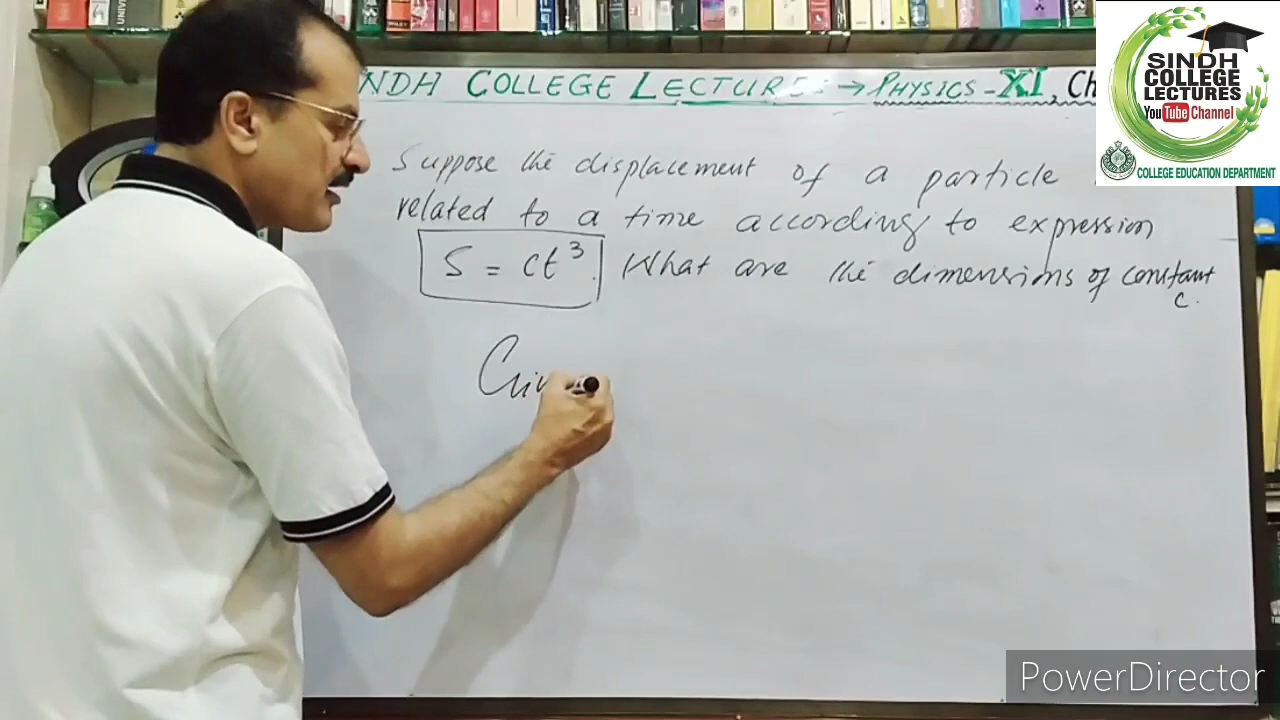 NDH COLLEGE LECTURES → PHYSICS - XI, Ch
Suppose the displacement of a particle
related to a time according to expression
S = ct³. What are the dimensions of constant
c.
Giv
SINDH
COLLEGE
LECTURES
YouTube Channel
COLLEGE EDUCATION DEPARTMENT
PowerDirector